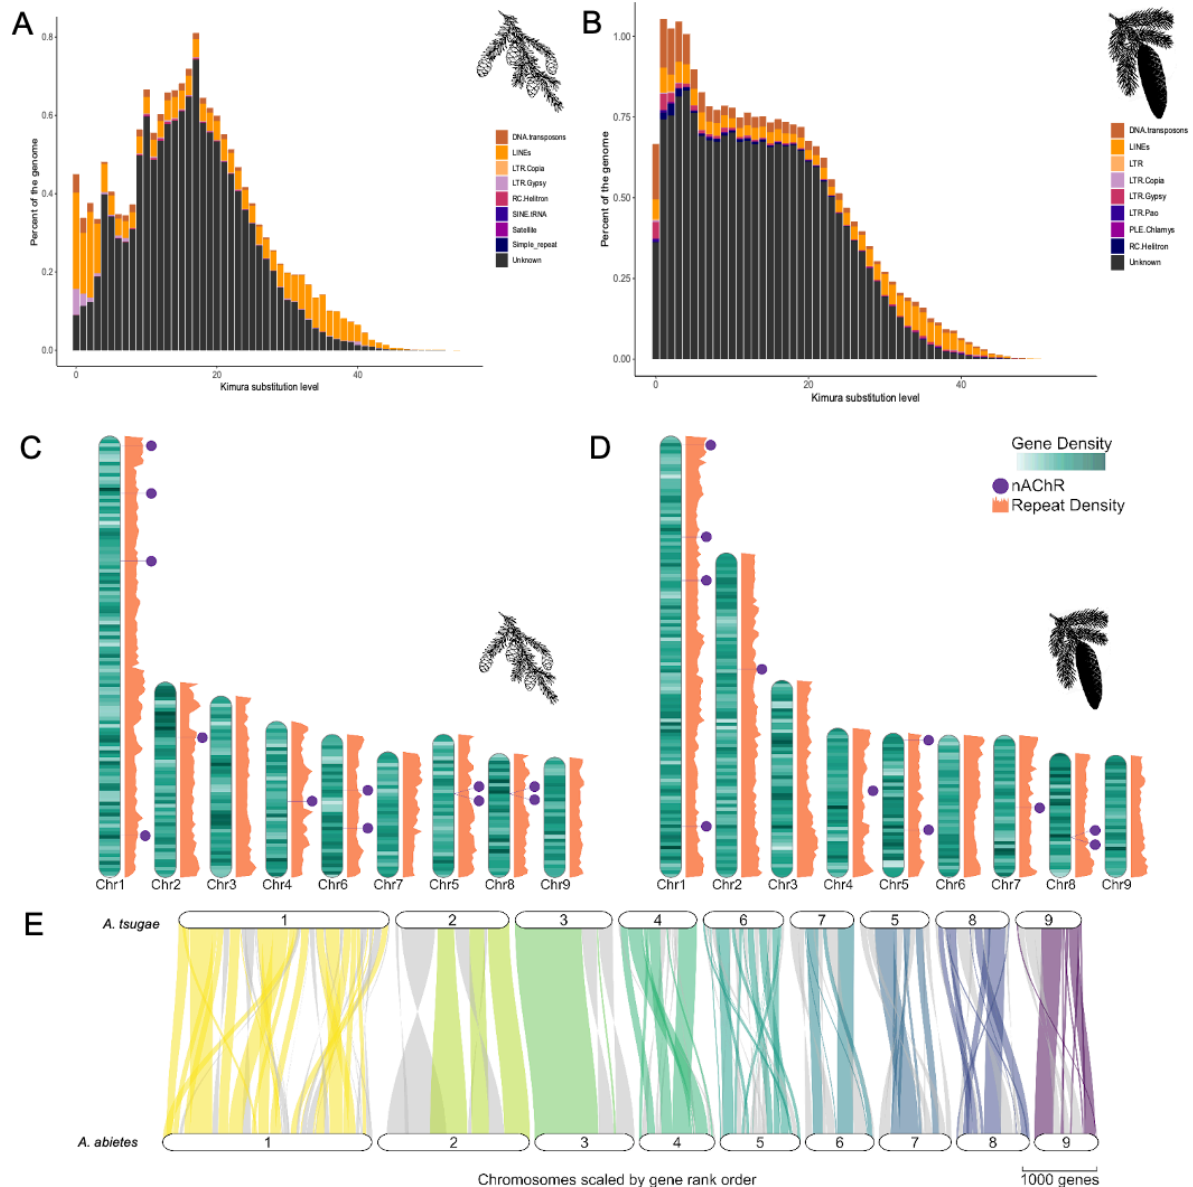 A
B
0.8
0.6
0.4
0.2
0.0
Percent of the genome
0
20
40
Kimura substitution level
DNA.transposons
LINEs
LTR.Copia
LTR.Gypsy
RC.Helitron
SINE.tRNA
Satellite
Simple_repeat
Unknown
1.00
0.75
0.50
0.25
0.00
Percent of the genome
0
20
40
Kimura substitution level
DNA.transposons
LINEs
LTR
LTR.Copia
LTR.Gypsy
LTR.Pao
PLE.Chlamys
RC.Helitron
Unknown
C
Chr1
Chr2
Chr3
Chr4
Chr6
Chr7
Chr5
Chr8
Chr9
D
Gene Density
nAChR
Repeat Density
Chr1
Chr2
Chr3
Chr4
Chr5
Chr6
Chr7
Chr8
Chr9
E
A. tsugae
1 2 3 4 6 7 5 8 9
A. abietes
1 2 3 4 5 6 7 8 9
Chromosomes scaled by gene rank order
1000 genes